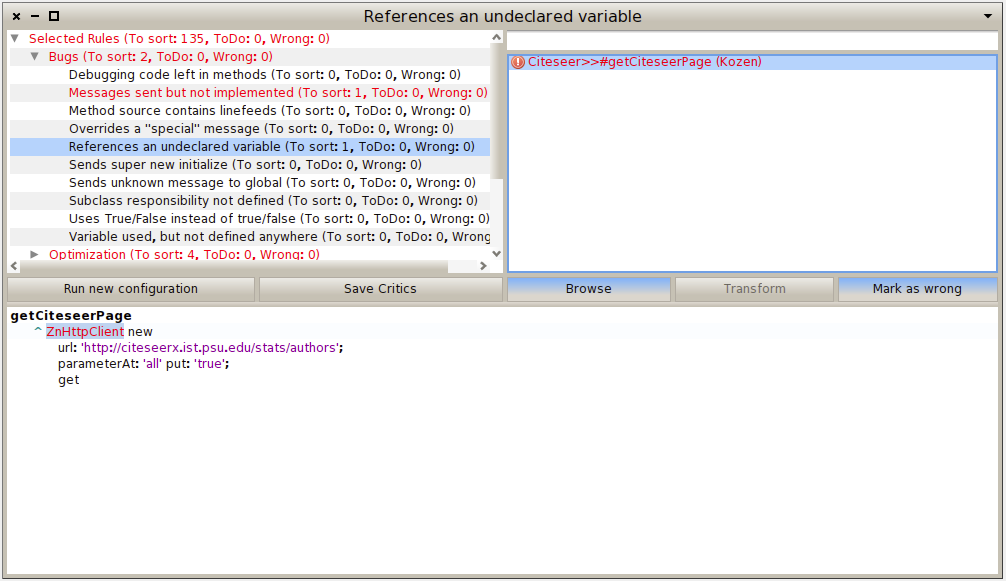 References an undeclared variable
Selected Rules (To sort: 135, ToDo: 0, Wrong: 0)
Bugs (To sort: 2, ToDo: 0, Wrong: 0)
Debugging code left in methods (To sort: 0, ToDo: 0, Wrong: 0)
Messages sent but not implemented (To sort: 1, ToDo: 0, Wrong: 0)
Method source contains linefeeds (To sort: 0, ToDo: 0, Wrong: 0)
Overrides a "special" message (To sort: 0, ToDo: 0, Wrong: 0)
References an undeclared variable (To sort: 1, ToDo: 0, Wrong: 0)
Sends super new initialize (To sort: 0, ToDo: 0, Wrong: 0)
Sends unknown message to global (To sort: 0, ToDo: 0, Wrong: 0)
Subclass responsibility not defined (To sort: 0, ToDo: 0, Wrong: 0)
Uses True/False instead of true/false (To sort: 0, ToDo: 0, Wrong: 0)
Variable used, but not defined anywhere (To sort: 0, ToDo: 0, Wrong
Optimization (To sort: 4, ToDo: 0, Wrong: 0)
Citeseer>>#getCiteseerPage (Kozen)
Run new configuration
Save Critics
Browse
Transform
Mark as wrong
getCiteseerPage
^ ZnHttpClient new
url: 'http://citeseerx.ist.psu.edu/stats/authors';
parameterAt: 'all' put: 'true';
get